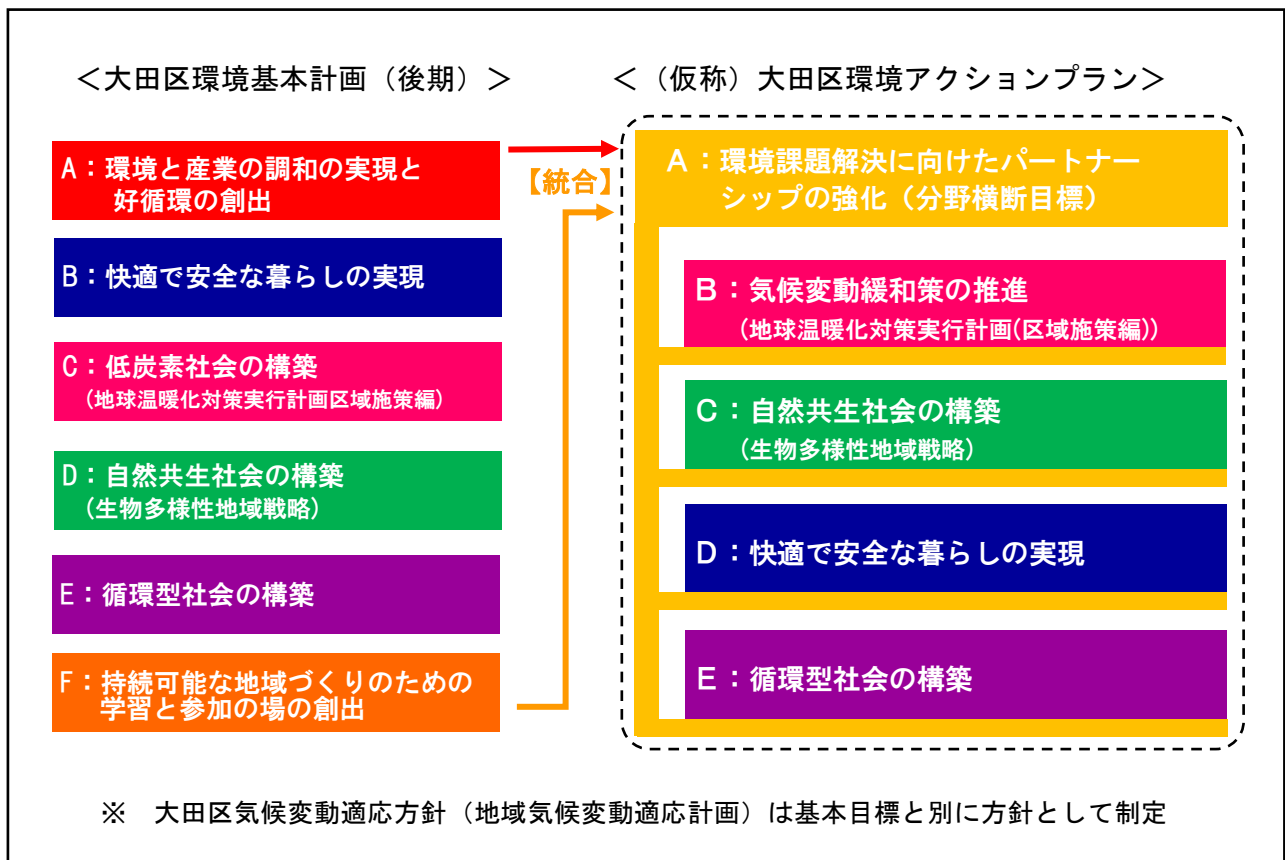 ＜大田区環境基本計画（後期）＞
A：環境と産業の調和の実現と
好循環の創出
B：快適で安全な暮らしの実現
C：低炭素社会の構築
（地球温暖化対策実行計画区域施策編）
D：自然共生社会の構築
（生物多様性地域戦略）
E：循環型社会の構築
F：持続可能な地域づくりのための
学習と参加の場の創出
【統合】
＜（仮称）大田区環境アクションプラン＞
A：環境課題解決に向けたパートナー
シップの強化（分野横断目標）
B：気候変動緩和策の推進
（地球温暖化対策実行計画(区域施策編)）
C：自然共生社会の構築
（生物多様性地域戦略）
D：快適で安全な暮らしの実現
E：循環型社会の構築
※　大田区気候変動適応方針（地域気候変動適応計画）は基本目標と別に方針として制定